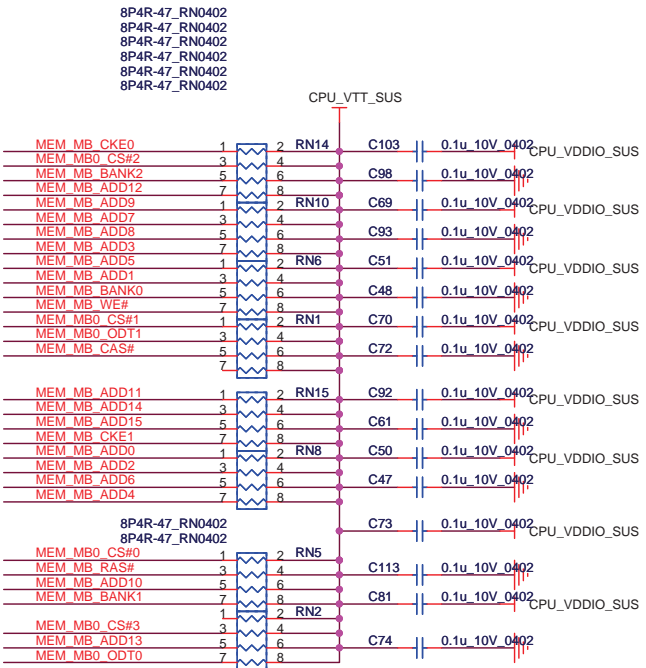 8P4R-47_RN0402
8P4R-47_RN0402
8P4R-47_RN0402
8P4R-47_RN0402
8P4R-47_RN0402
8P4R-47_RN0402
CPU_VTT_SUS
MEM_MB_CKE0 1 2 RN14 C103 0.1u_10V_0402 CPU_VDDIO_SUS
MEM_MB0_CS#2 3 4
MEM_MB_BANK2 5 6 C98 0.1u_10V_0402
MEM_MB_ADD12 7 8
MEM_MB_ADD9 1 2 RN10 C69 0.1u_10V_0402 CPU_VDDIO_SUS
MEM_MB_ADD7 3 4
MEM_MB_ADD8 5 6 C93 0.1u_10V_0402
MEM_MB_ADD3 7 8
MEM_MB_ADD5 1 2 RN6 C51 0.1u_10V_0402 CPU_VDDIO_SUS
MEM_MB_ADD1 3 4
MEM_MB_BANK0 5 6 C48 0.1u_10V_0402
MEM_MB_WE# 7 8
MEM_MB0_CS#1 1 2 RN1 C70 0.1u_10V_0402 CPU_VDDIO_SUS
MEM_MB0_ODT1 3 4
MEM_MB_CAS# 5 6 C72 0.1u_10V_0402
7 8
MEM_MB_ADD11 1 2 RN15 C92 0.1u_10V_0402 CPU_VDDIO_SUS
MEM_MB_ADD14 3 4
MEM_MB_ADD15 5 6 C61 0.1u_10V_0402
MEM_MB_CKE1 7 8
MEM_MB_ADD0 1 2 RN8 C50 0.1u_10V_0402 CPU_VDDIO_SUS
MEM_MB_ADD2 3 4
MEM_MB_ADD6 5 6 C47 0.1u_10V_0402
MEM_MB_ADD4 7 8
8P4R-47_RN0402 C73 0.1u_10V_0402 CPU_VDDIO_SUS
8P4R-47_RN0402
MEM_MB0_CS#0 1 2 RN5
MEM_MB_RAS# 3 4 C113 0.1u_10V_0402
MEM_MB_ADD10 5 6
MEM_MB_BANK1 7 8 C81 0.1u_10V_0402 CPU_VDDIO_SUS
1 2 RN2
MEM_MB0_CS#3 3 4
MEM_MB_ADD13 5 6 C74 0.1u_10V_0402
MEM_MB0_ODT0 7 8